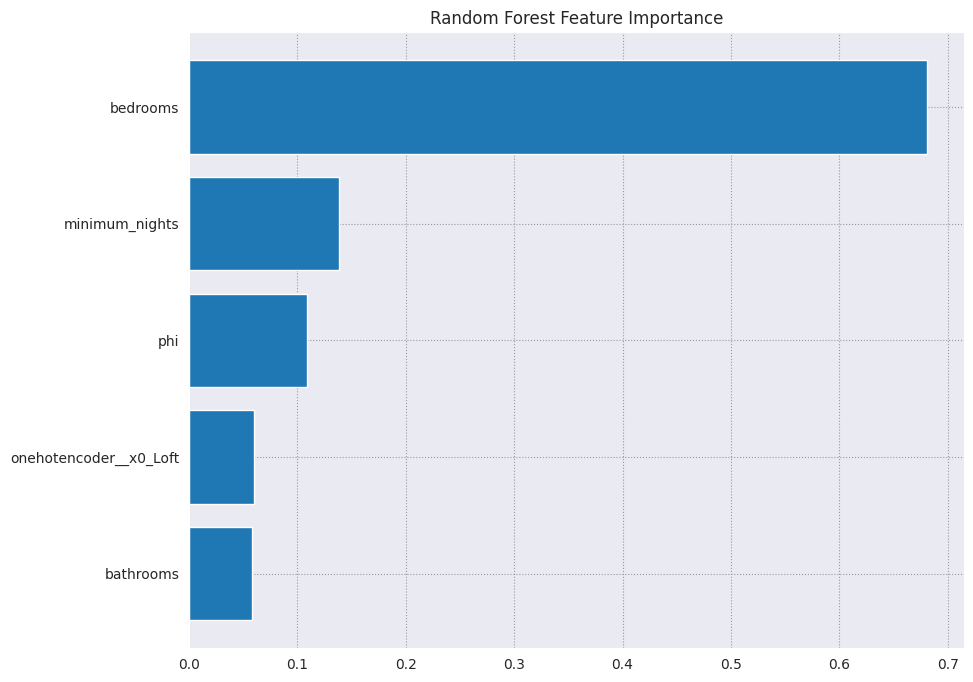 Random Forest Feature Importance
bedrooms
minimum_nights
phi
onehotencoder__x0_Loft
bathrooms
0.0 0.1 0.2 0.3 0.4 0.5 0.6 0.7